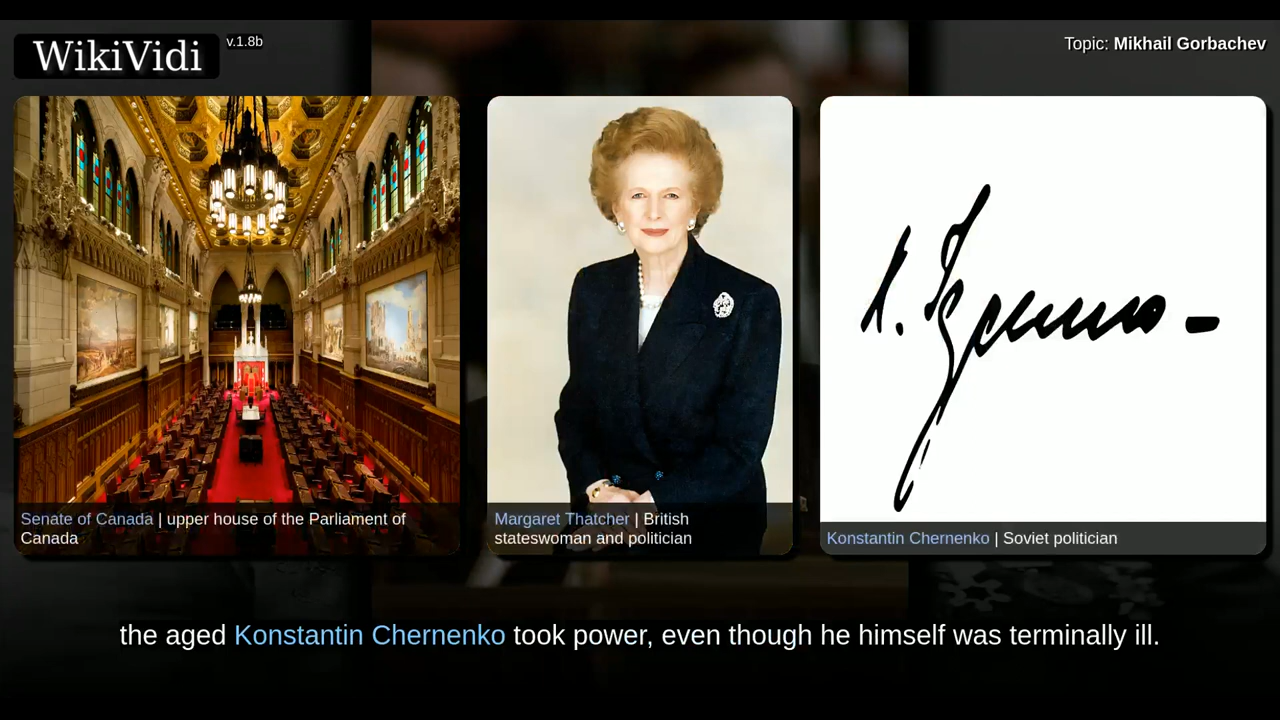 WikiVidi v.1.8b
Topic: Mikhail Gorbachev
Senate of Canada | upper house of the Parliament of
Canada
Margaret Thatcher | British
stateswoman and politician
Konstantin Chernenko | Soviet politician
the aged Konstantin Chernenko took power, even though he himself was terminally ill.